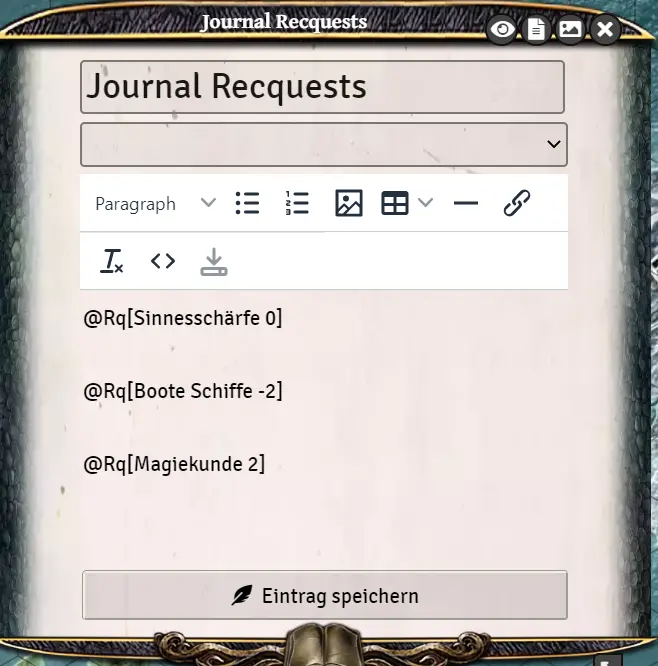 Journal Recquests
Journal Recquests
Paragraph
@Rq[Sinnesschärfe 0]
@Rq[Boote Schiffe -2]
@Rq[Magiekunde 2]
Eintrag speichern